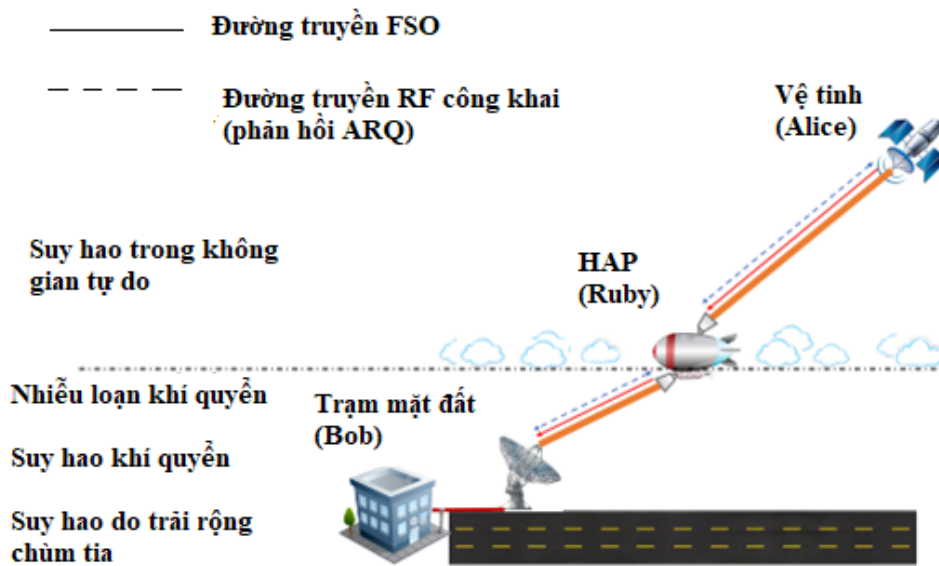 Đường truyền FSO
Đường truyền RF công khai
(phản hồi ARQ)
Vệ tinh
(Alice)
Suy hao trong không
gian tự do
HAP
(Ruby)
Nhiễu loạn khí quyển
Trạm mặt đất
(Bob)
Suy hao khí quyển
Suy hao do trải rộng
chùm tia